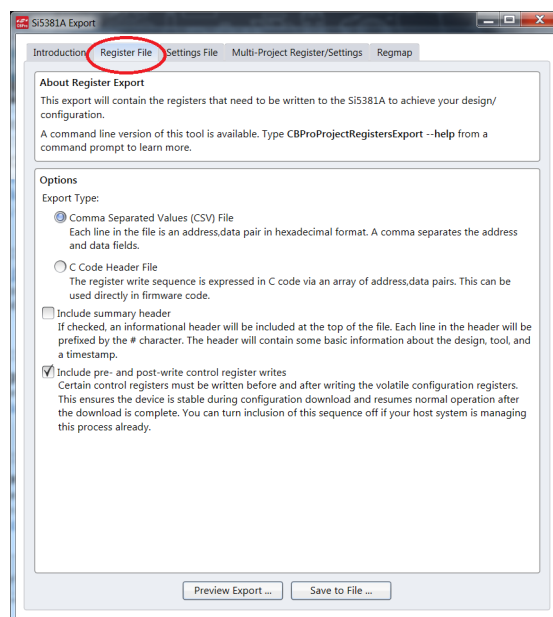 Si5381A Export
Introduction Register File Settings File Multi-Project Register/Settings Regmap
About Register Export
This export will contain the registers that need to be written to the Si5381A to achieve your design/
configuration.
A command line version of this tool is available. Type CBProProjectRegistersExport --help from a
command prompt to learn more.
Options
Export Type:
Comma Separated Values (CSV) File
Each line in the file is an address,data pair in hexadecimal format. A comma separates the address
and data fields.
C Code Header File
The register write sequence is expressed in C code via an array of address,data pairs. This can be
used directly in firmware code.
Include summary header
If checked, an informational header will be included at the top of the file. Each line in the header will be
prefixed by the # character. The header will contain some basic information about the design, tool, and
a timestamp.
Include pre- and post-write control register writes
Certain control registers must be written before and after writing the volatile configuration registers.
This ensures the device is stable during configuration download and resumes normal operation after
the download is complete. You can turn inclusion of this sequence off if your host system is managing
this process already.
Preview Export ... Save to File ...